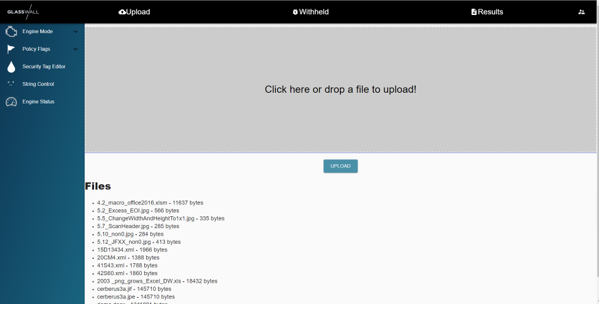 GLASSWALL
Upload
Withheld
Results
Engine Mode
Policy Flags
Security Tag Editor
String Control
Engine Status
Click here or drop a file to upload!
UPLOAD
Files
4.2_macro_office2016.xlsm - 11637 bytes
5.2_Excess_EOI.jpg - 566 bytes
5.5_ChangeWidthAndHeightTo1x1.jpg - 335 bytes
5.7_ScanHeader.jpg - 285 bytes
5.10_non0.jpg - 284 bytes
5.12_JFXX_non0.jpg - 413 bytes
15D13434.xml - 1966 bytes
20CM4.xml - 1388 bytes
41S43.xml - 1788 bytes
42S60.xml - 1860 bytes
2003 _png_grows_Excel_DW.xls - 18432 bytes
cerberus3a.jif - 145710 bytes
cerberus3a.jpe - 145710 bytes